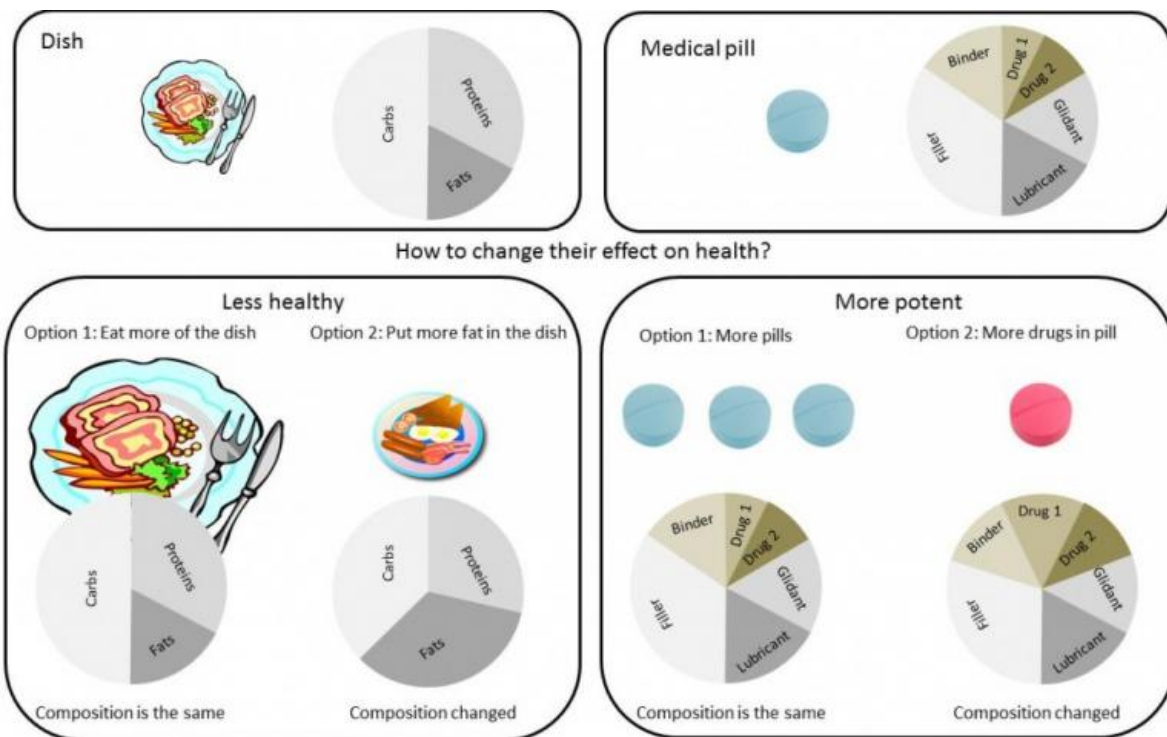 Dish
Carbs
Proteins
Fats
Medical pill
Binder
Drug 1
Drug 2
Glidant
Lubricant
Filler
How to change their effect on health?
Less healthy
Option 1: Eat more of the dish
Option 2: Put more fat in the dish
Carbs
Proteins
Fats
Carbs
Proteins
Fats
Composition is the same
Composition changed
More potent
Option 1: More pills
Option 2: More drugs in pill
Binder
Drug 1
Drug 2
Glidant
Lubricant
Filler
Binder
Drug 1
Drug 2
Glidant
Lubricant
Filler
Composition is the same
Composition changed